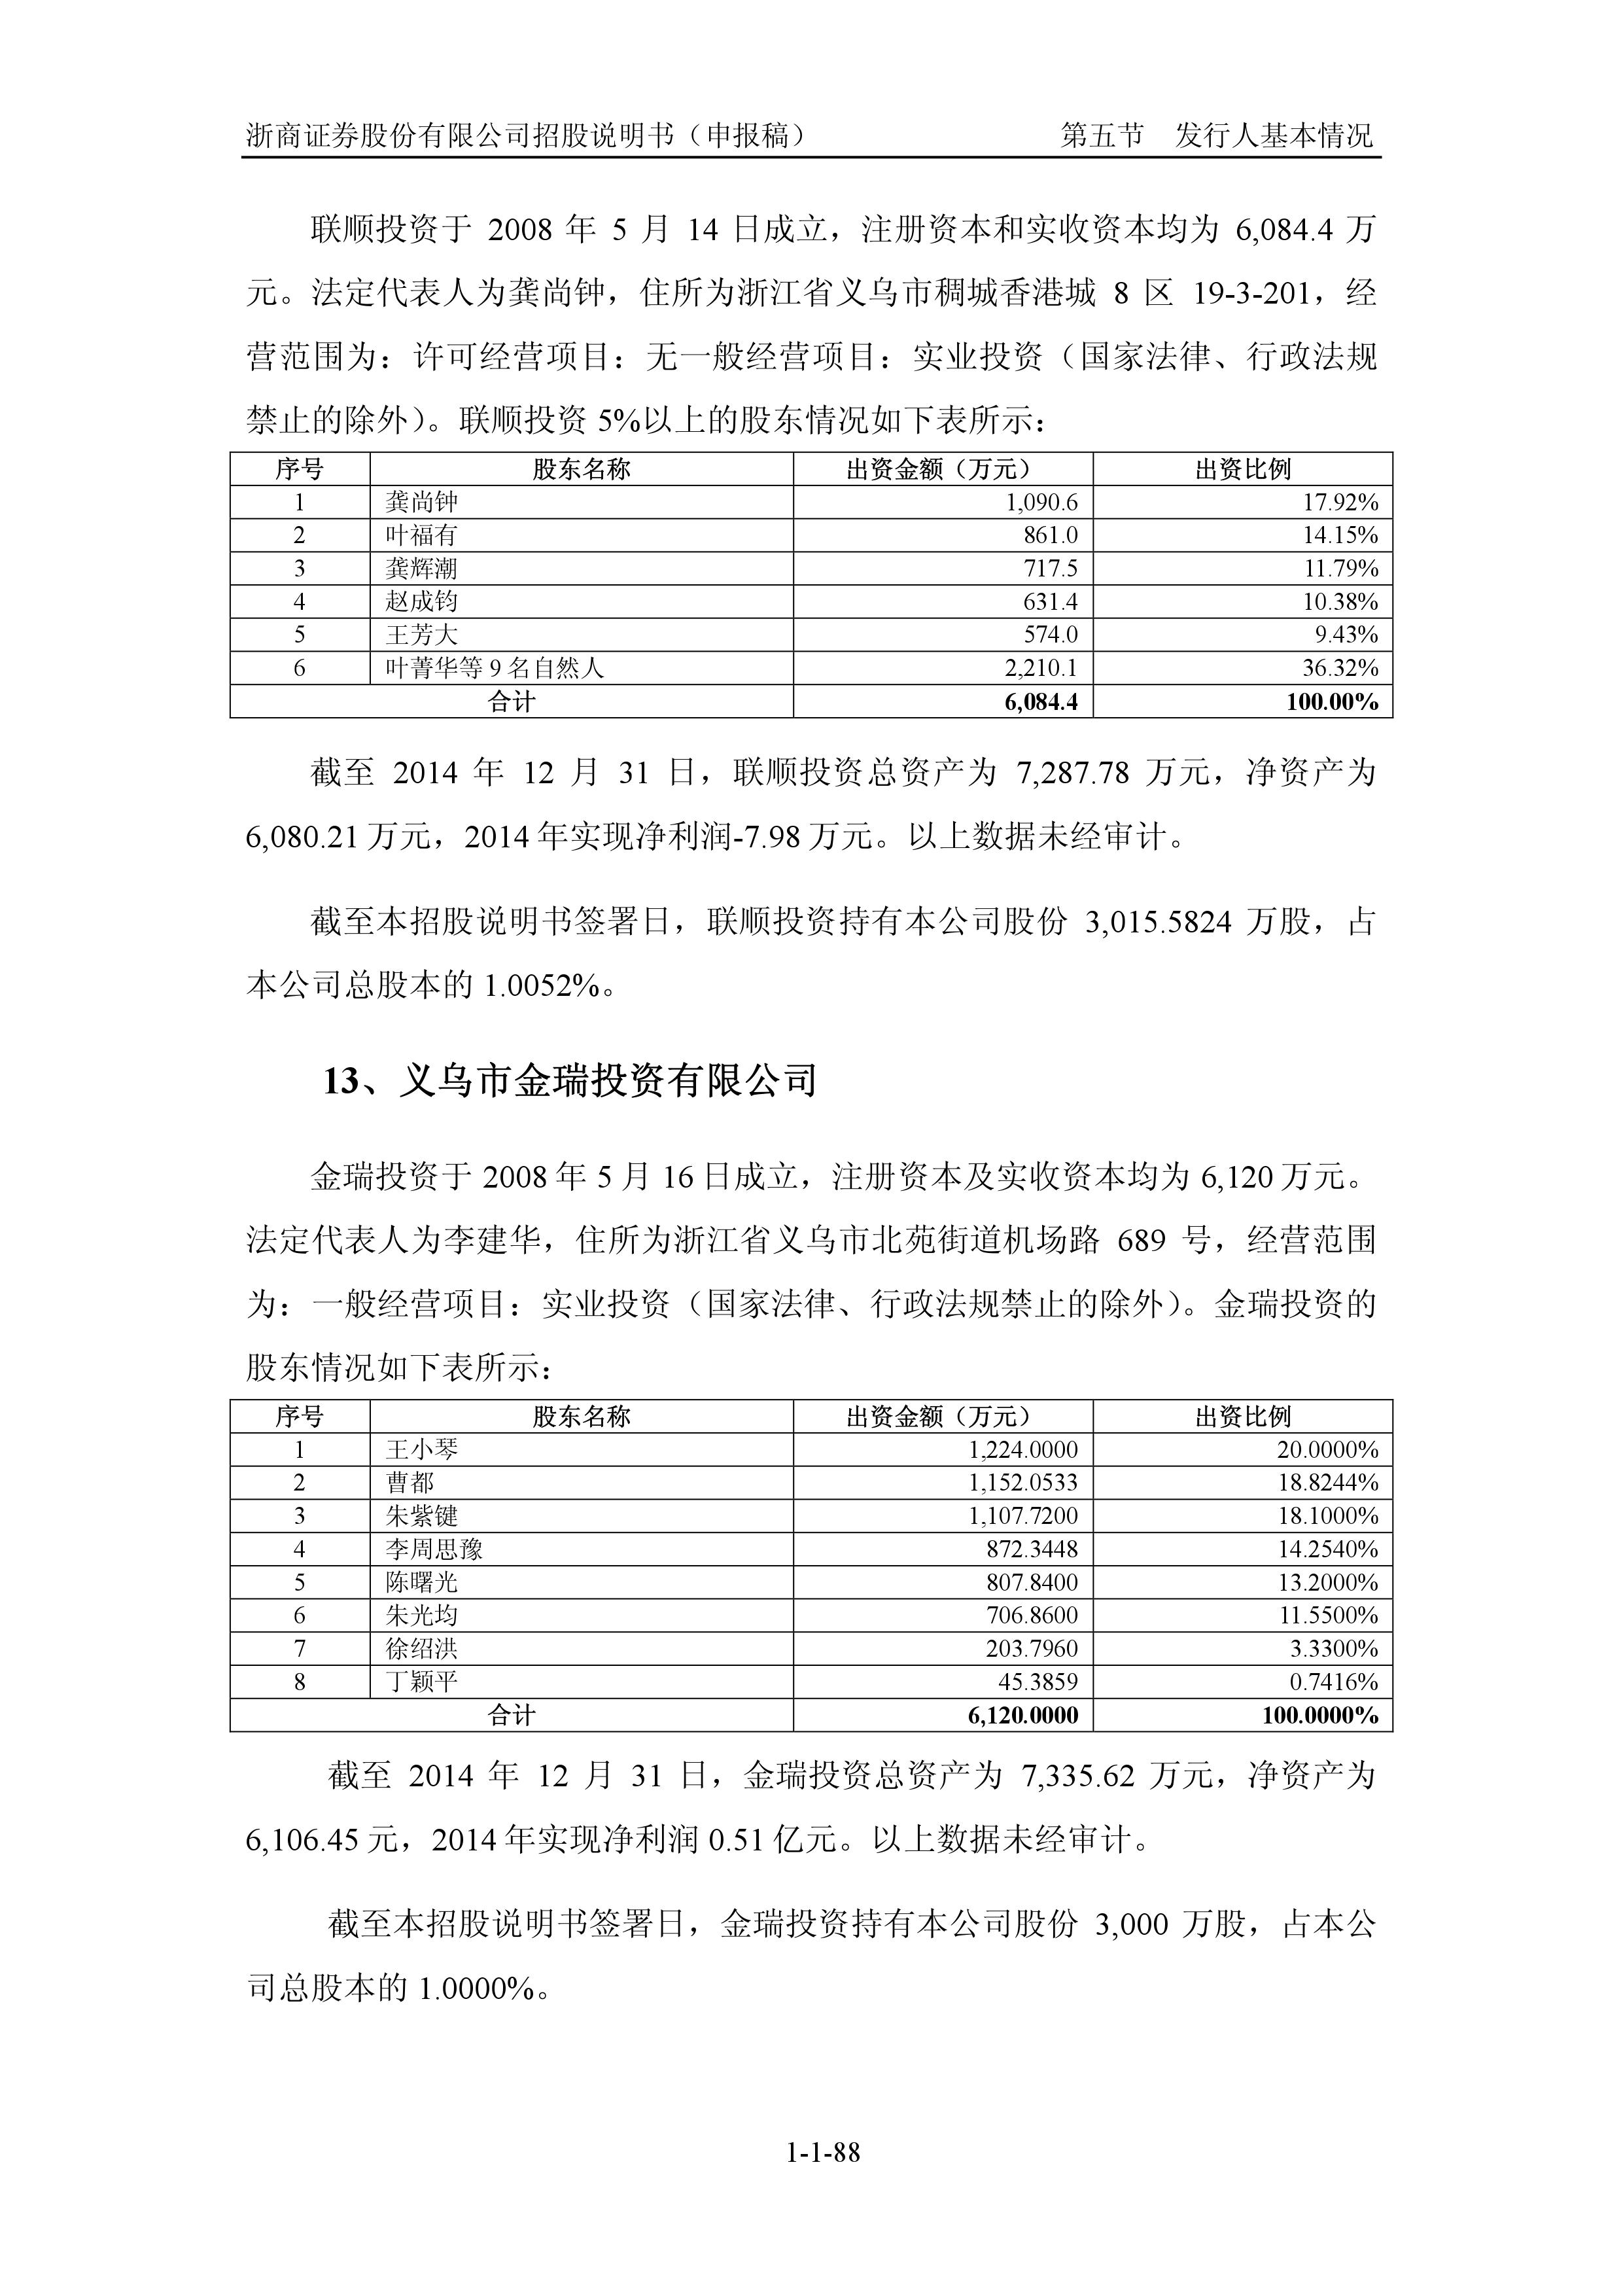 浙商证券股份有限公司招股说明书（申报稿） 第五节 发行人基本情况
联顺投资于 2008 年 5 月 14 日成立，注册资本和实收资本均为 6,084.4 万
元。法定代表人为龚尚钟，住所为浙江省义乌市稠城香港城 8 区 19-3-201，经
营范围为：许可经营项目：无一般经营项目：实业投资（国家法律、行政法规
禁止的除外）。联顺投资 5%以上的股东情况如下表所示：
序号 股东名称 出资金额（万元） 出资比例
1 龚尚钟 1,090.6 17.92%
2 叶福有 861.0 14.15%
3 龚辉潮 717.5 11.79%
4 赵成钧 631.4 10.38%
5 王芳大 574.0 9.43%
6 叶菁华等 9 名自然人 2,210.1 36.32%
合计 6,084.4 100.00%
截至 2014 年 12 月 31 日，联顺投资总资产为 7,287.78 万元，净资产为
6,080.21 万元，2014 年实现净利润-7.98 万元。以上数据未经审计。
截至本招股说明书签署日，联顺投资持有本公司股份 3,015.5824 万股，占
本公司总股本的 1.0052%。
13、义乌市金瑞投资有限公司
金瑞投资于 2008 年 5 月 16 日成立，注册资本及实收资本均为 6,120 万元。
法定代表人为李建华，住所为浙江省义乌市北苑街道机场路 689 号，经营范围
为：一般经营项目：实业投资（国家法律、行政法规禁止的除外）。金瑞投资的
股东情况如下表所示：
序号 股东名称 出资金额（万元） 出资比例
1 王小琴 1,224.0000 20.0000%
2 曹都 1,152.0533 18.8244%
3 朱紫键 1,107.7200 18.1000%
4 李周思豫 872.3448 14.2540%
5 陈曙光 807.8400 13.2000%
6 朱光均 706.8600 11.5500%
7 徐绍洪 203.7960 3.3300%
8 丁颖平 45.3859 0.7416%
合计 6,120.0000 100.0000%
截至 2014 年 12 月 31 日，金瑞投资总资产为 7,335.62 万元，净资产为
6,106.45 元，2014 年实现净利润 0.51 亿元。以上数据未经审计。
截至本招股说明书签署日，金瑞投资持有本公司股份 3,000 万股，占本公
司总股本的 1.0000%。
1-1-88